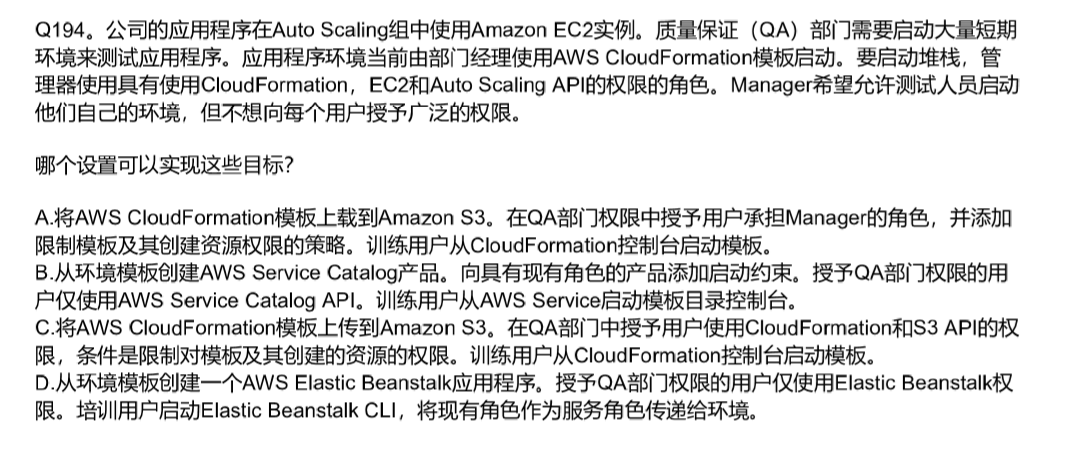 Q194。公司的应用程序在Auto Scaling组中使用Amazon EC2实例。质量保证（QA）部门需要启动大量短期
环境来测试应用程序。应用程序环境当前由部门经理使用AWS CloudFormation模板启动。要启动堆栈，管
理器使用具有使用CloudFormation，EC2和Auto Scaling API的权限的角色。Manager希望允许测试人员启动
他们自己的环境，但不想向每个用户授予广泛的权限。
哪个设置可以实现这些目标？
A.将AWS CloudFormation模板上载到Amazon S3。在QA部门权限中授予用户承担Manager的角色，并添加
限制模板及其创建资源权限的策略。训练用户从CloudFormation控制台启动模板。
B.从环境模板创建AWS Service Catalog产品。向具有现有角色的产品添加启动约束。授予QA部门权限的用
户仅使用AWS Service Catalog API。训练用户从AWS Service启动模板目录控制台。
C.将AWS CloudFormation模板上传到Amazon S3。在QA部门中授予用户使用CloudFormation和S3 API的权
限，条件是限制对模板及其创建的资源的权限。训练用户从CloudFormation控制台启动模板。
D.从环境模板创建一个AWS Elastic Beanstalk应用程序。授予QA部门权限的用户仅使用Elastic Beanstalk权
限。培训用户启动Elastic Beanstalk CLI，将现有角色作为服务角色传递给环境。